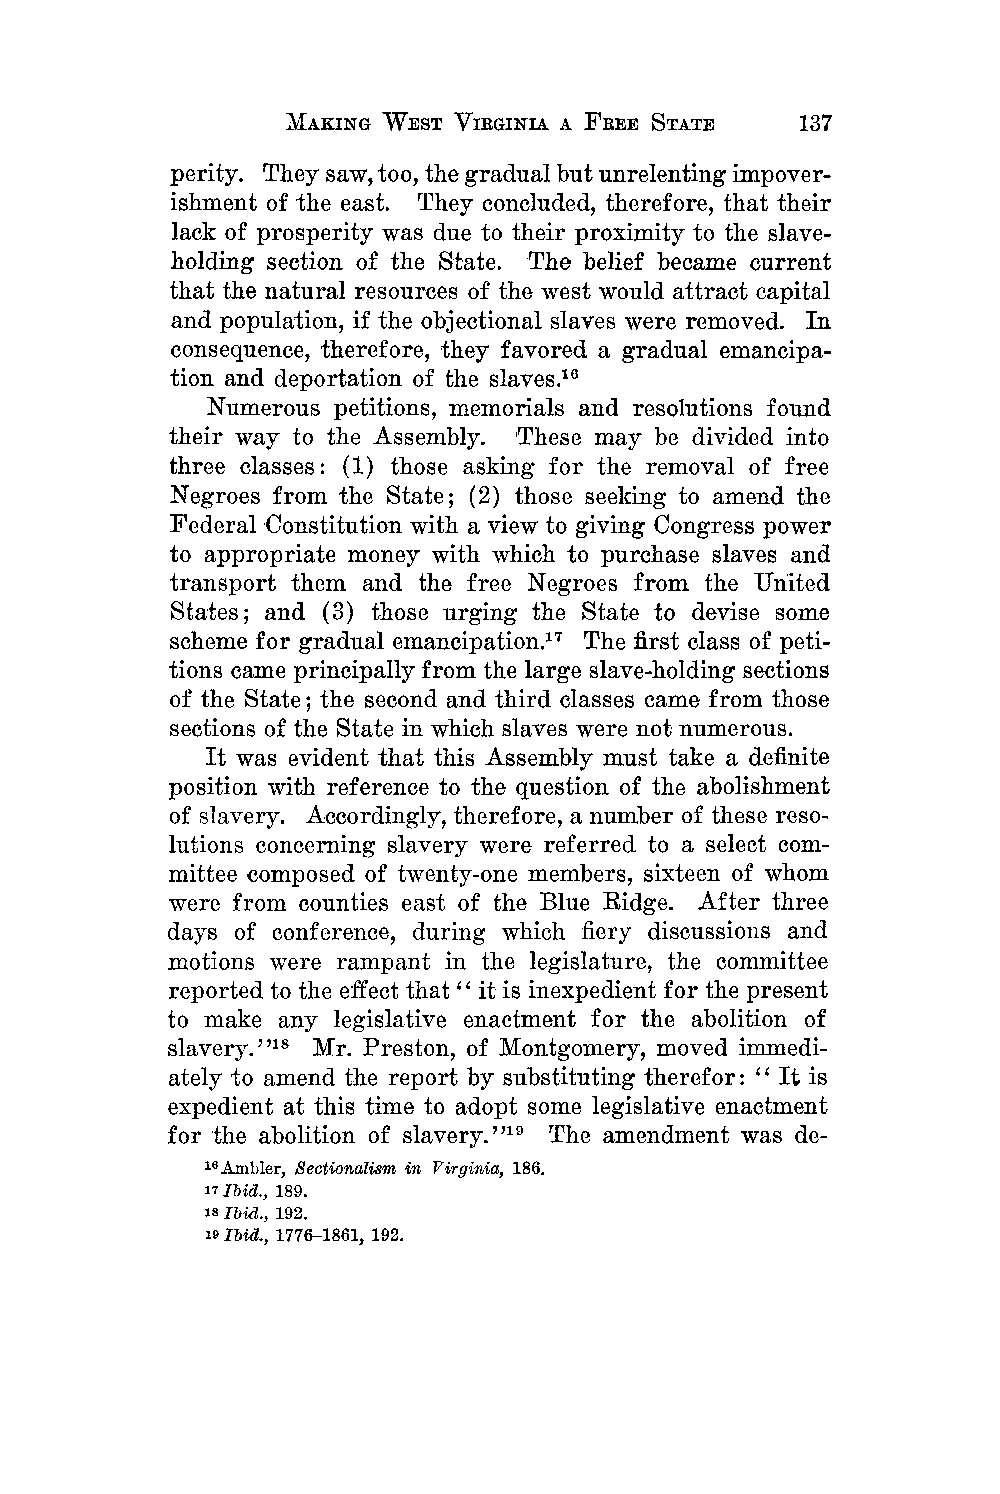 MAKING WEST VIRGINIA A FREE STATE 137
perity. They saw, too, the gradual but unrelenting impover-
ishment of the east. They concluded, therefore, that their
lack of prosperity was due to their proximity to the slave-
holding section of the State. The belief became current
that the natural resources of the west would attract capital
and population, if the objectional slaves were removed. In
consequence, therefore, they favored a gradual emancipa-
tion and deportation of the slaves.¹⁶
Numerous petitions, memorials and resolutions found
their way to the Assembly. These may be divided into
three classes: (1) those asking for the removal of free
Negroes from the State; (2) those seeking to amend the
Federal Constitution with a view to giving Congress power
to appropriate money with which to purchase slaves and
transport them and the free Negroes from the United
States; and (3) those urging the State to devise some
scheme for gradual emancipation.¹⁷ The first class of peti-
tions came principally from the large slave-holding sections
of the State; the second and third classes came from those
sections of the State in which slaves were not numerous.
It was evident that this Assembly must take a definite
position with reference to the question of the abolishment
of slavery. Accordingly, therefore, a number of these reso-
lutions concerning slavery were referred to a select com-
mittee composed of twenty-one members, sixteen of whom
were from counties east of the Blue Ridge. After three
days of conference, during which fiery discussions and
motions were rampant in the legislature, the committee
reported to the effect that “ it is inexpedient for the present
to make any legislative enactment for the abolition of
slavery.”¹⁸ Mr. Preston, of Montgomery, moved immedi-
ately to amend the report by substituting therefor: “ It is
expedient at this time to adopt some legislative enactment
for the abolition of slavery.”¹⁹ The amendment was de-
¹⁶ Ambler, Sectionalism in Virginia, 186.
¹⁷ Ibid., 189.
¹⁸ Ibid., 192.
¹⁹ Ibid., 1776–1861, 192.